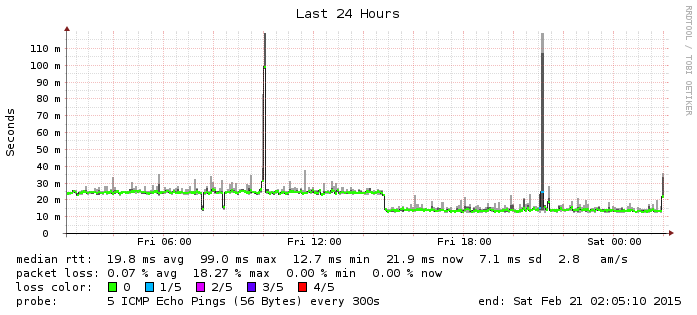 Last 24 Hours
RRDTOOL / TOBI OETIKER
Seconds
110 m
100 m
90 m
80 m
70 m
60 m
50 m
40 m
30 m
20 m
10 m
0
Fri 06:00 Fri 12:00 Fri 18:00 Sat 00:00
median rtt: 19.8 ms avg 99.0 ms max 12.7 ms min 21.9 ms now 7.1 ms sd 2.8 am/s
packet loss: 0.07 % avg 18.27 % max 0.00 % min 0.00 % now
loss color: 0 1/5 2/5 3/5 4/5
probe: 5 ICMP Echo Pings (56 Bytes) every 300s end: Sat Feb 21 02:05:10 2015